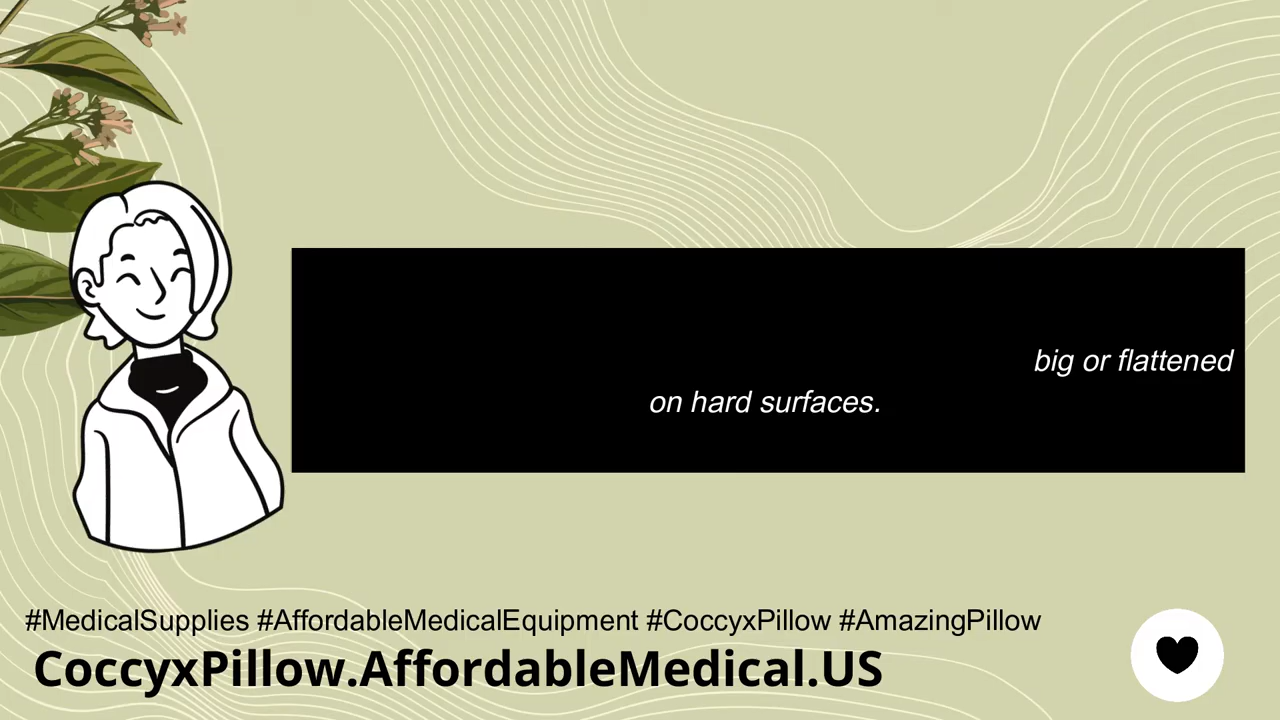 big or flattened
on hard surfaces.
#MedicalSupplies #AffordableMedicalEquipment #CoccyxPillow #AmazingPillow
CoccyxPillow.AffordableMedical.US